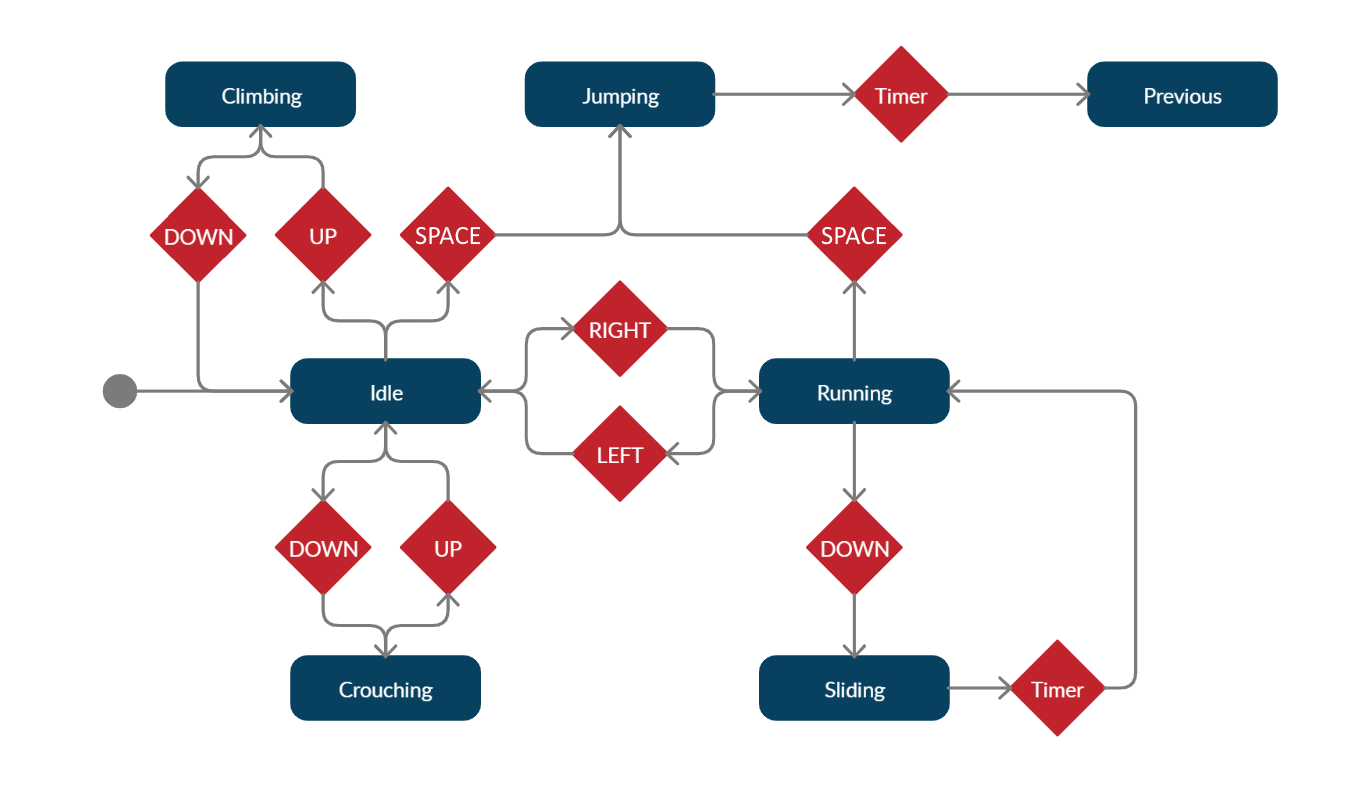 Climbing
Jumping
Timer
Previous
DOWN
UP
SPACE
SPACE
RIGHT
Idle
Running
LEFT
DOWN
UP
DOWN
Crouching
Sliding
Timer